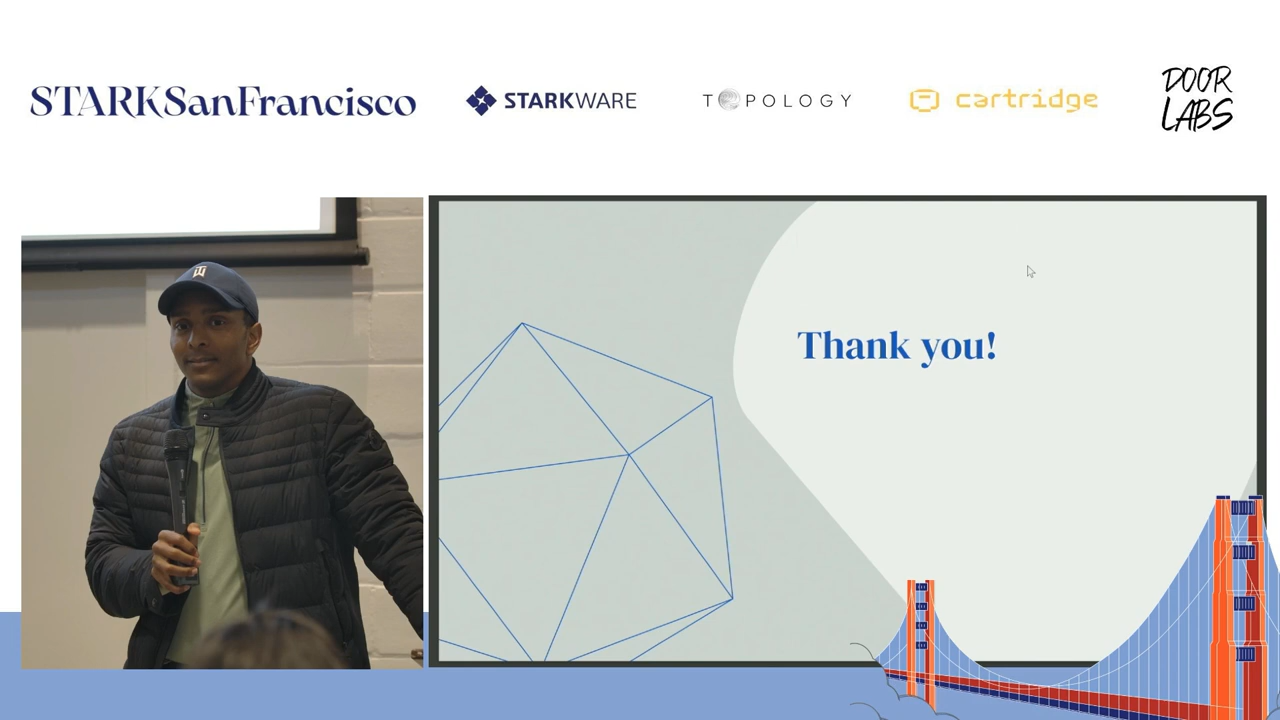 STARKSanFrancisco
STARKWARE
TOPOLOGY
cartridge
DOOR
LABS
Thank you!